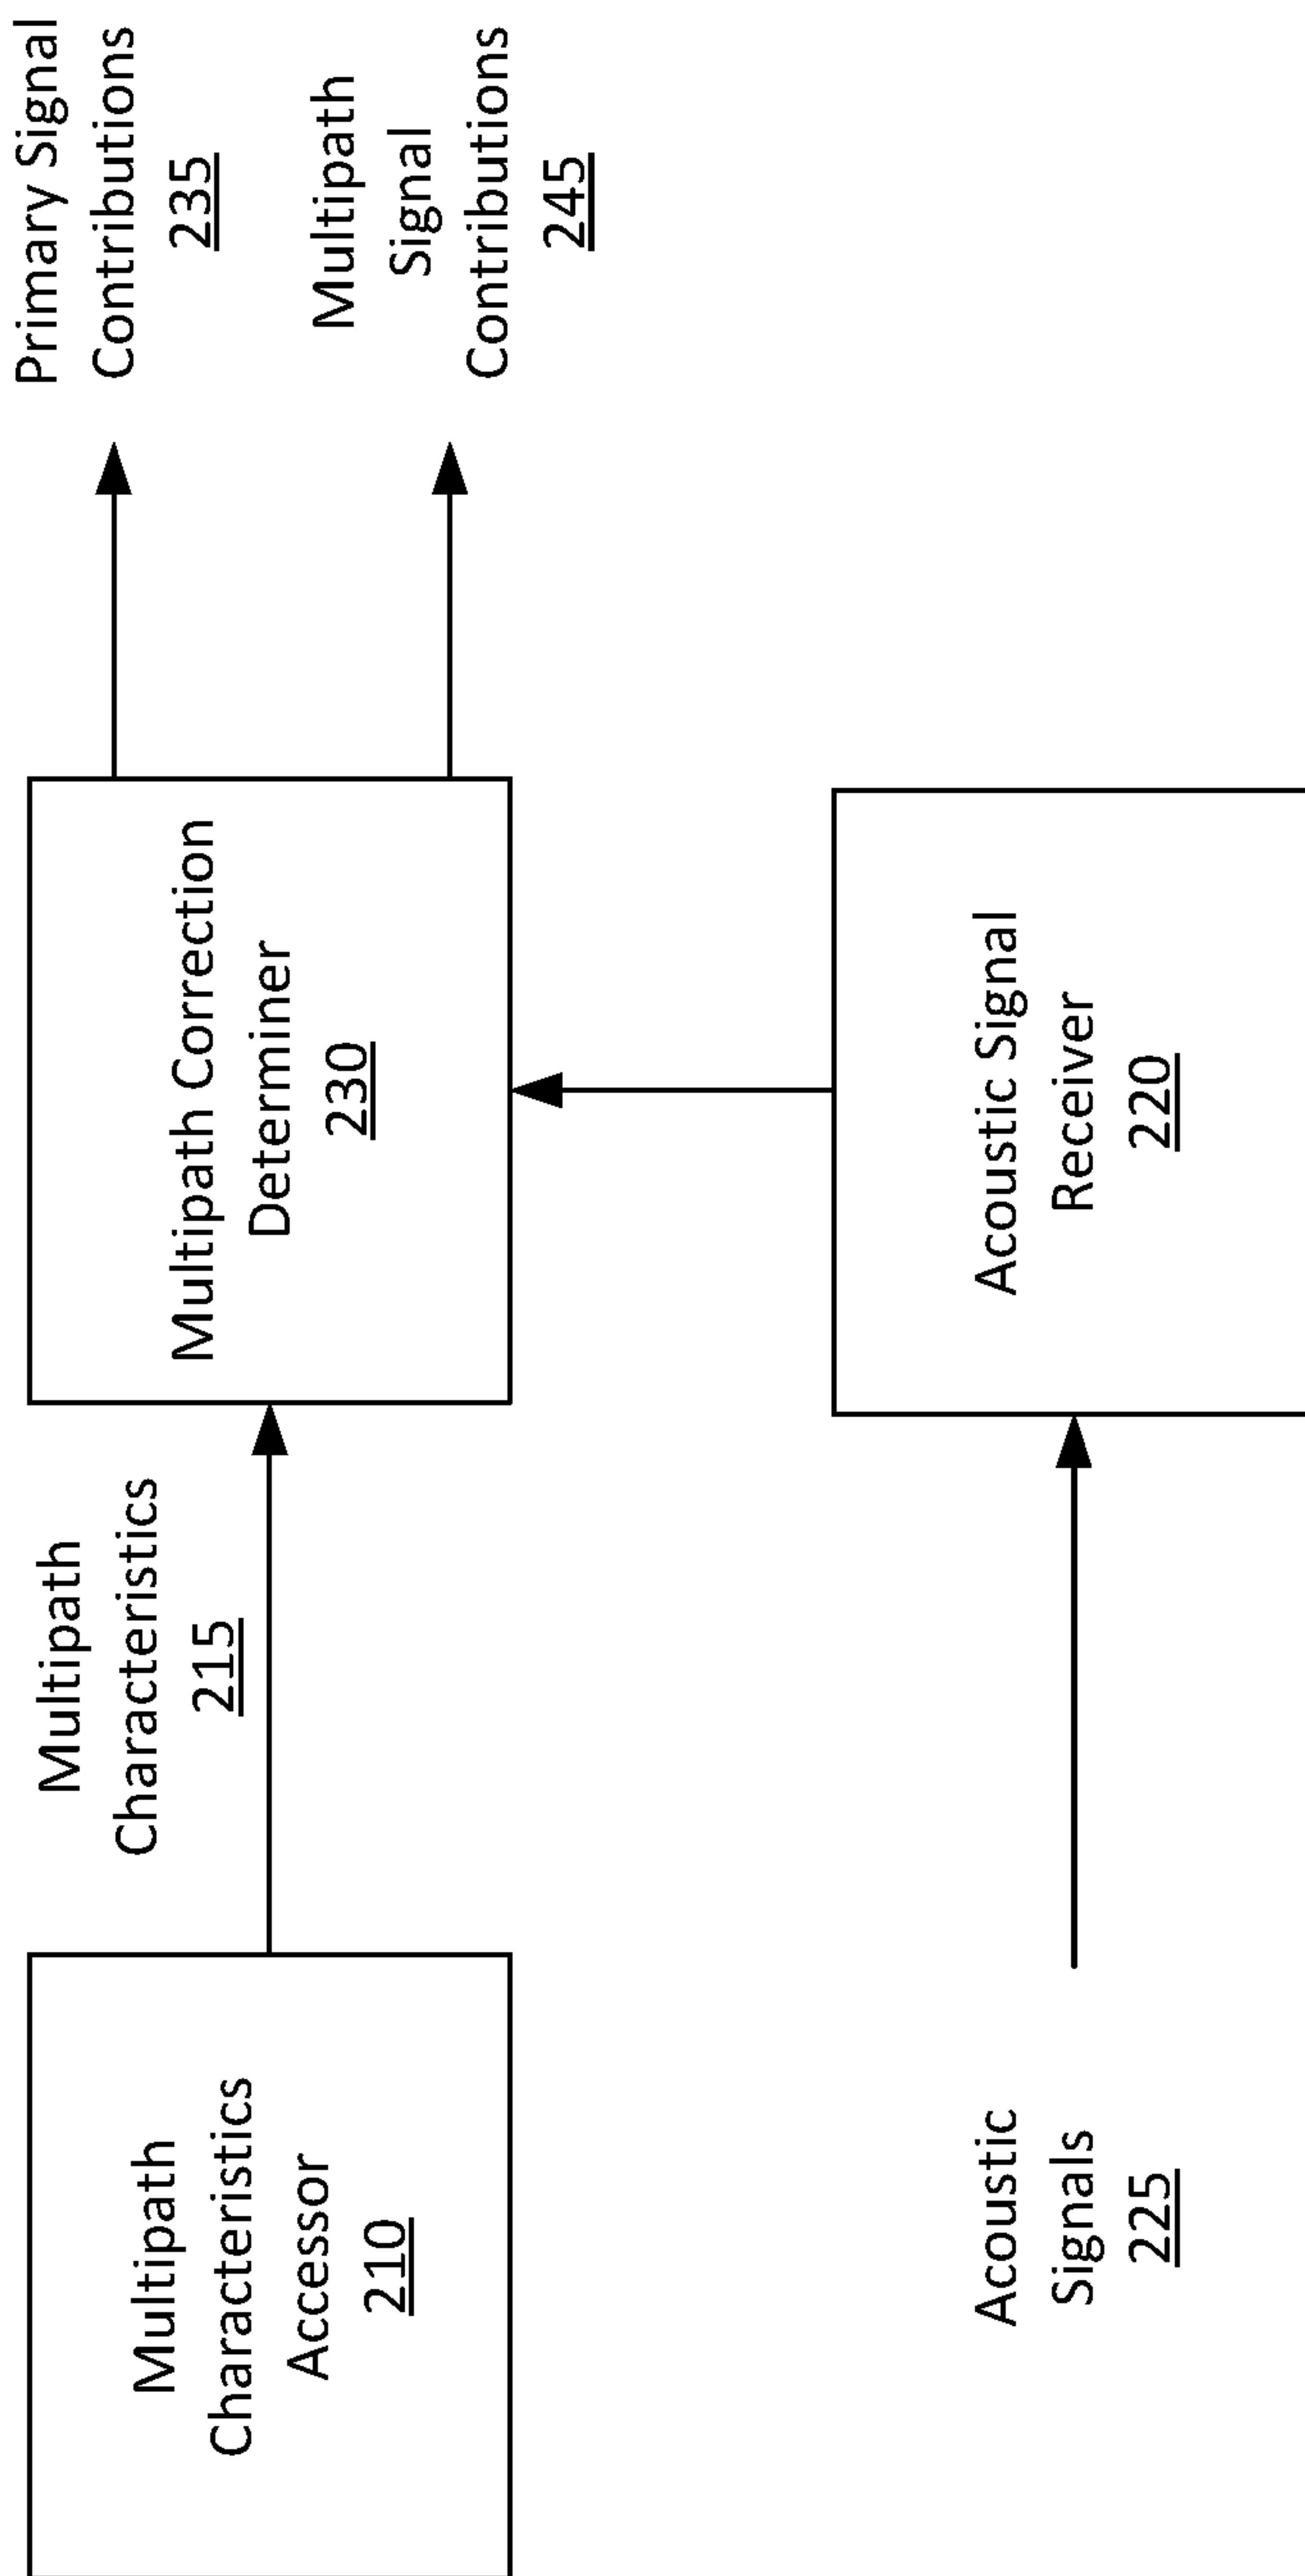 Multipath
Characteristics
Accessor
210
Multipath
Characteristics
215
Multipath Correction
Determiner
230
Primary Signal
Contributions
235
Multipath
Signal
Contributions
245
Acoustic
Signals
225
Acoustic Signal
Receiver
220